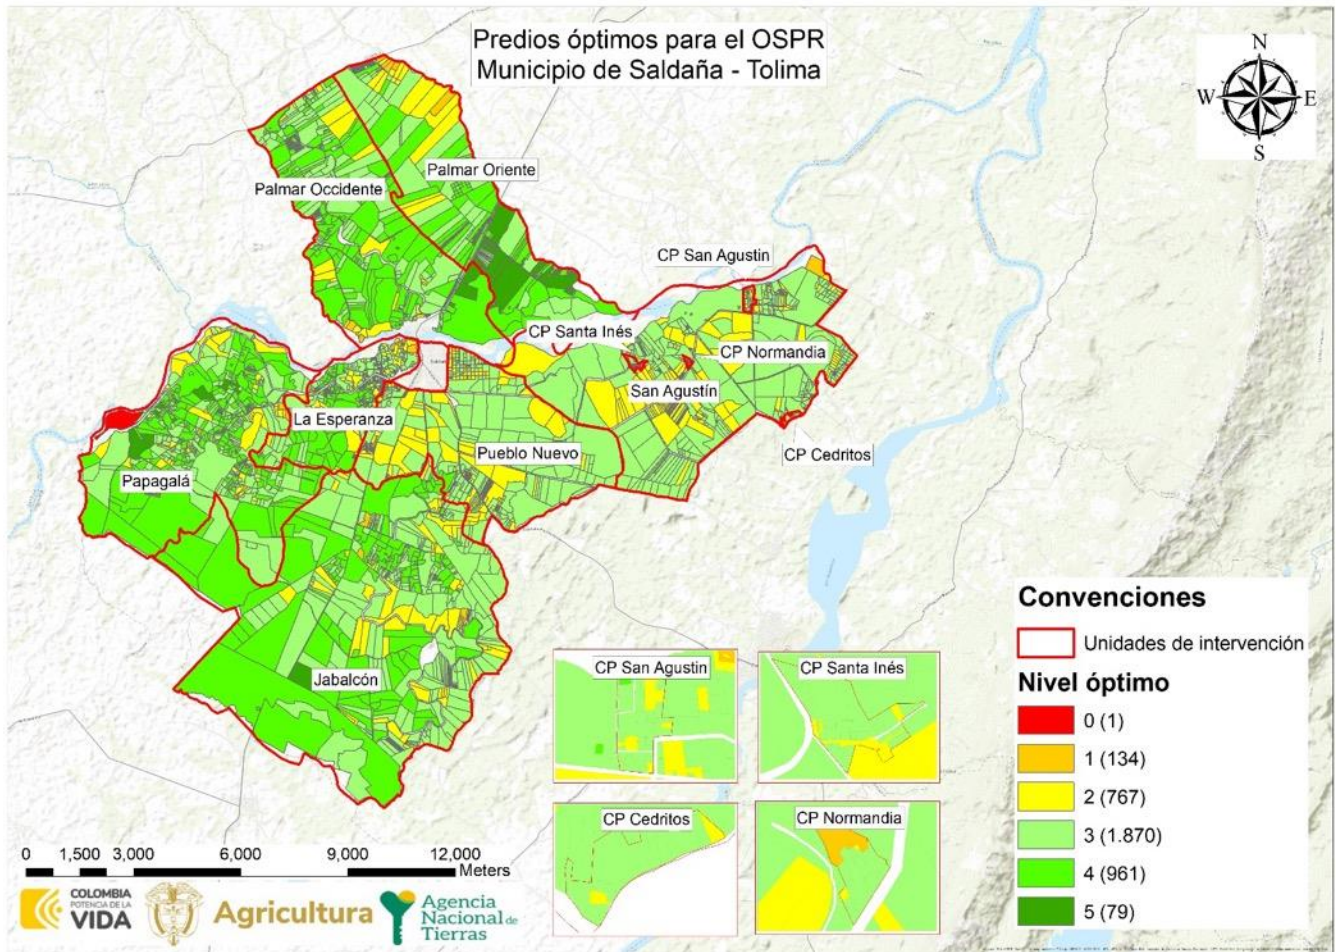 Predios óptimos para el OSPR
Municipio de Saldaña - Tolima
N
W
E
S
Palmar Oriente
Palmar Occidente
CP San Agustin
CP Santa Inés
CP Normandia
San Agustín
La Esperanza
Pueblo Nuevo
CP Cedritos
Papagalá
Jabalcón
Convenciones
Unidades de intervención
Nivel óptimo
0 (1)
1 (134)
2 (767)
3 (1.870)
4 (961)
5 (79)
CP San Agustin
CP Santa Inés
CP Cedritos
CP Normandia
0 1,500 3,000 6,000 9,000 12,000
Meters
COLOMBIA
POTENCIA DE LA
VIDA
Agricultura
Agencia
Nacional de
Tierras